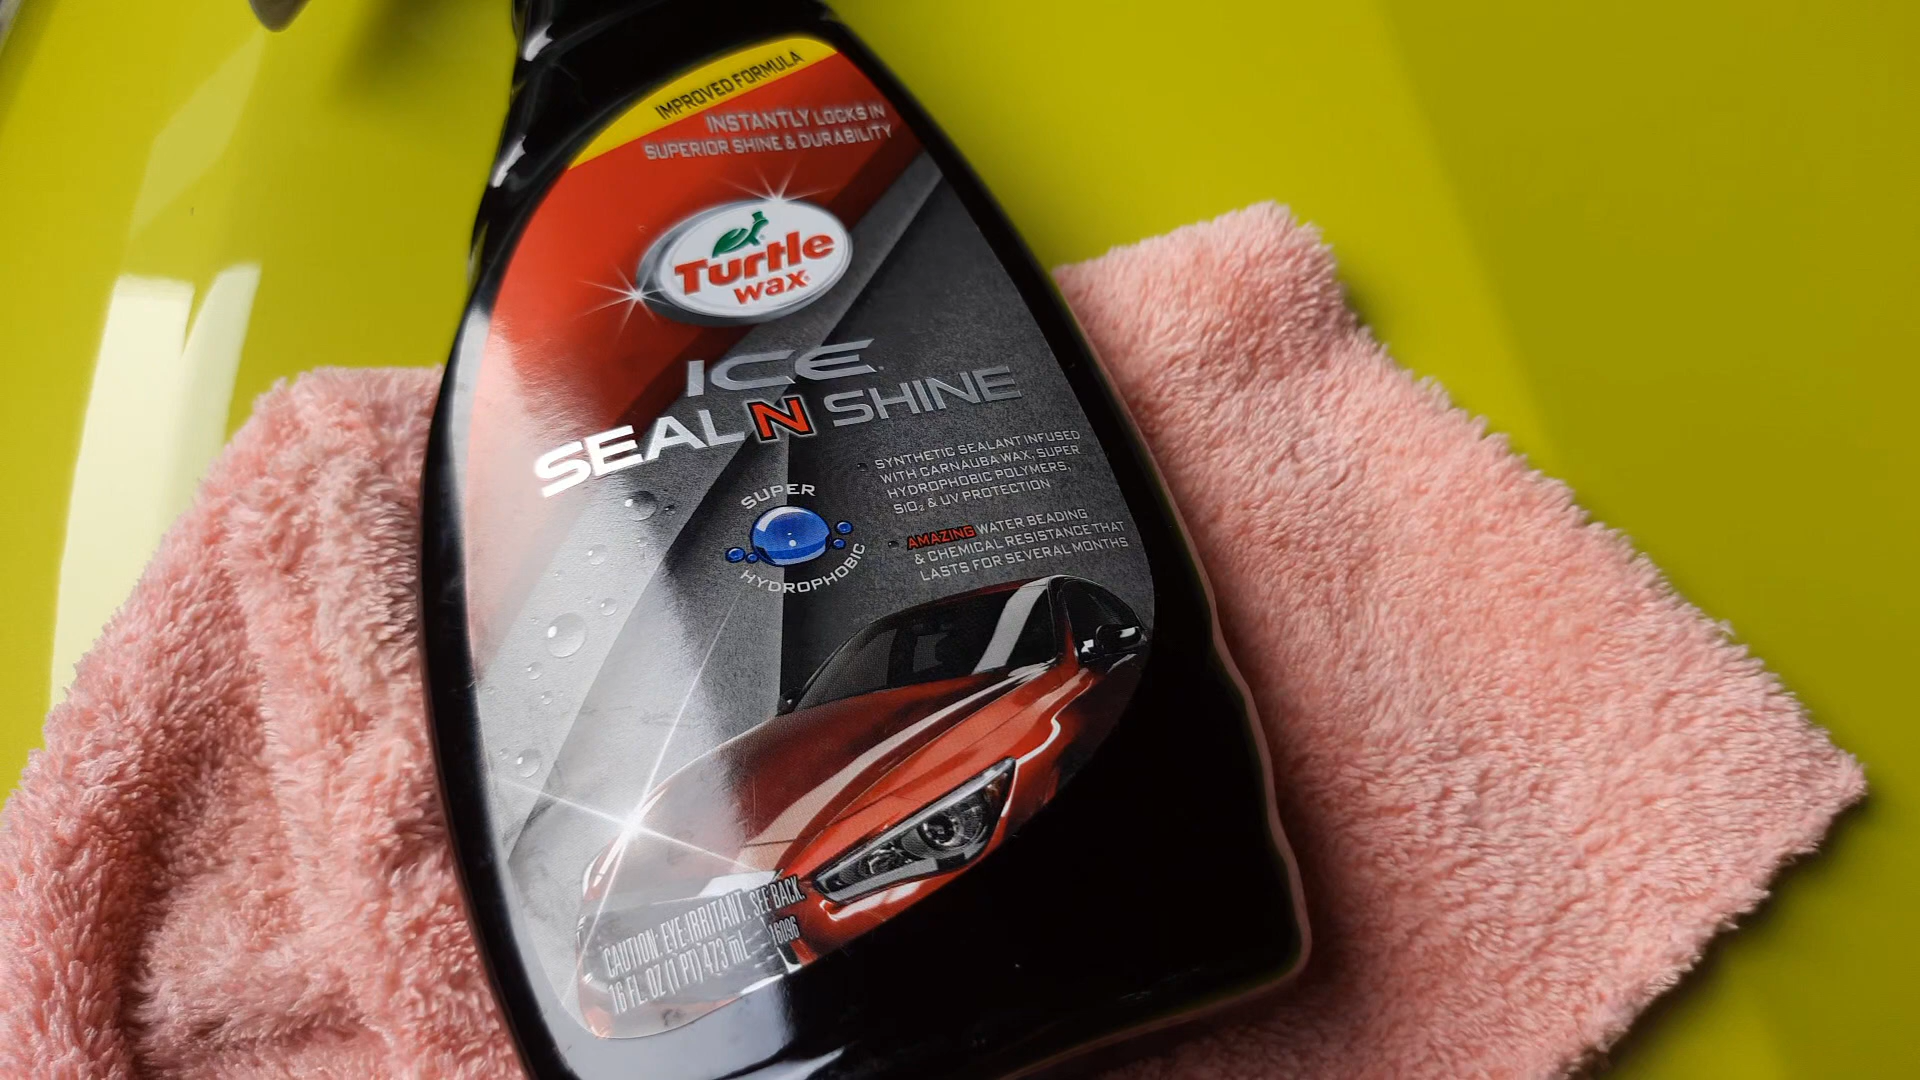 IMPROVED FORMULA
INSTANTLY LOCKS IN
SUPERIOR SHINE & DURABILITY
Turtle
wax®
ICE®
SEAL N SHINE
SUPER
HYDROPHOBIC
SYNTHETIC SEALANT INFUSED
WITH CARNAUBA WAX, SUPER
HYDROPHOBIC POLYMERS,
SiO₂ & UV PROTECTION
AMAZING WATER BEADING
& CHEMICAL RESISTANCE THAT
LASTS FOR SEVERAL MONTHS
CAUTION: EYE IRRITANT. SEE BACK.
16 FL. OZ (1 PT) 473 mL 16096